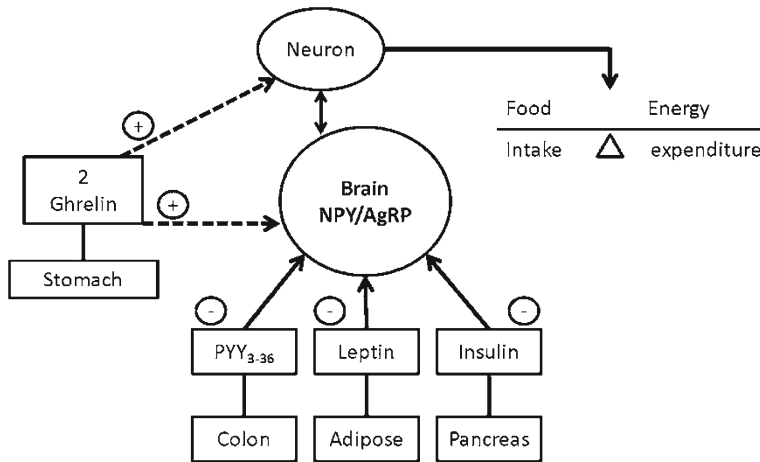 Neuron
Food Energy
Intake △ expenditure
+
2
Ghrelin
+
Brain
NPY/AgRP
Stomach
- - -
PYY₃₋₃₆ Leptin Insulin
Colon Adipose Pancreas